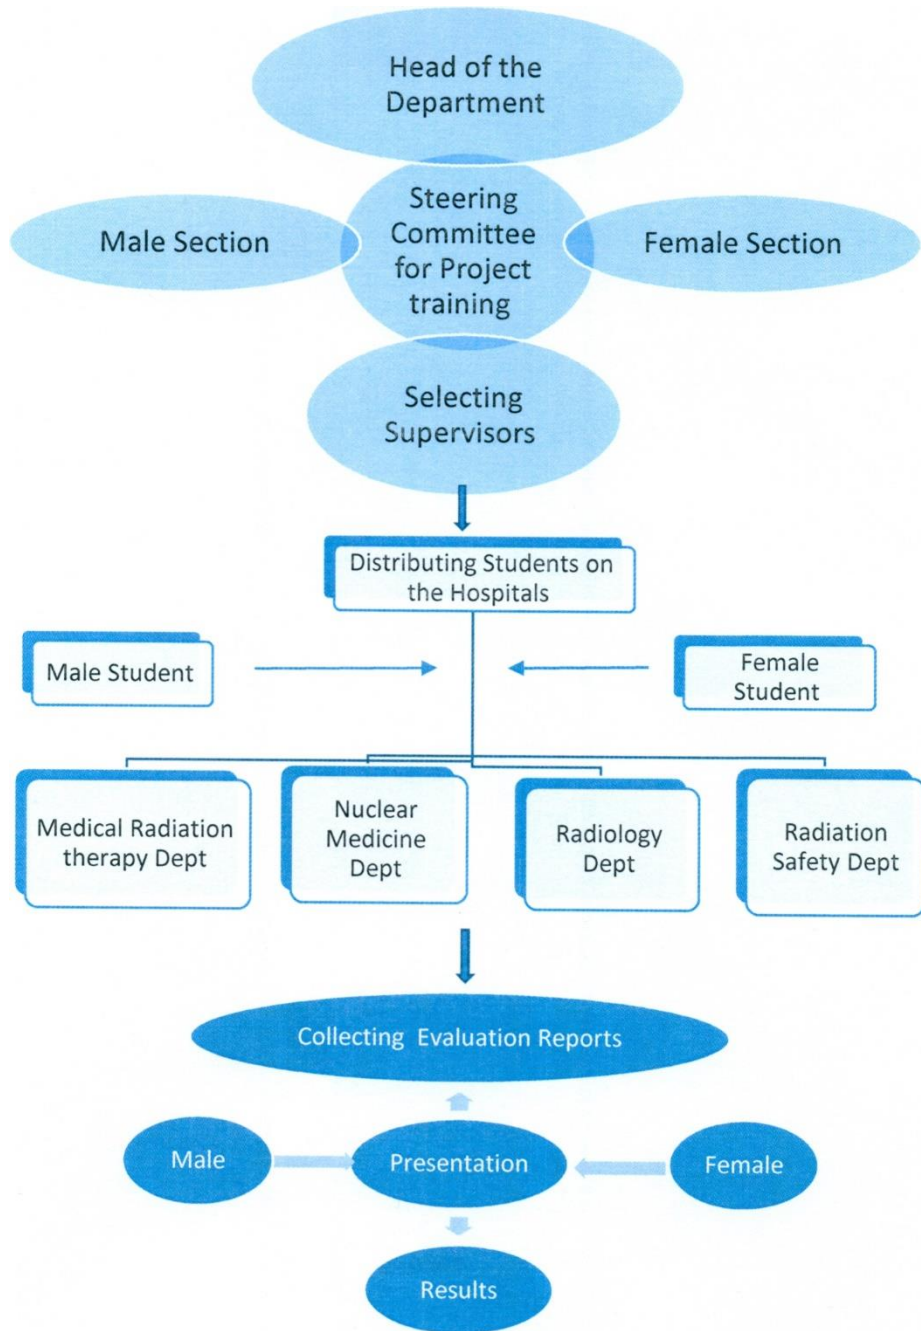 Head of the
Department
Steering
Committee
for Project
training
Male Section
Female Section
Selecting
Supervisors
Distributing Students on
the Hospitals
Male Student
Female
Student
Medical Radiation
therapy Dept
Nuclear
Medicine
Dept
Radiology
Dept
Radiation
Safety Dept
Collecting Evaluation Reports
Male
Presentation
Female
Results